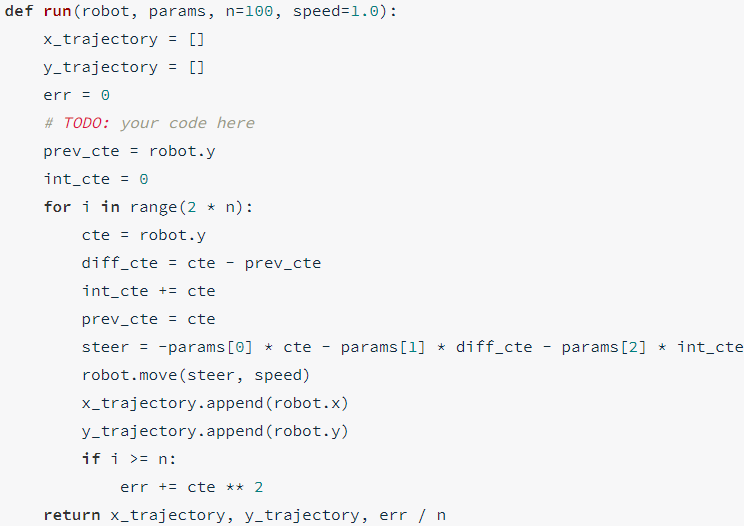 def run(robot, params, n=100, speed=1.0):
    x_trajectory = []
    y_trajectory = []
    err = 0
    # TODO: your code here
    prev_cte = robot.y
    int_cte = 0
    for i in range(2 * n):
        cte = robot.y
        diff_cte = cte - prev_cte
        int_cte += cte
        prev_cte = cte
        steer = -params[0] * cte - params[1] * diff_cte - params[2] * int_cte
        robot.move(steer, speed)
        x_trajectory.append(robot.x)
        y_trajectory.append(robot.y)
        if i >= n:
            err += cte ** 2
    return x_trajectory, y_trajectory, err / n